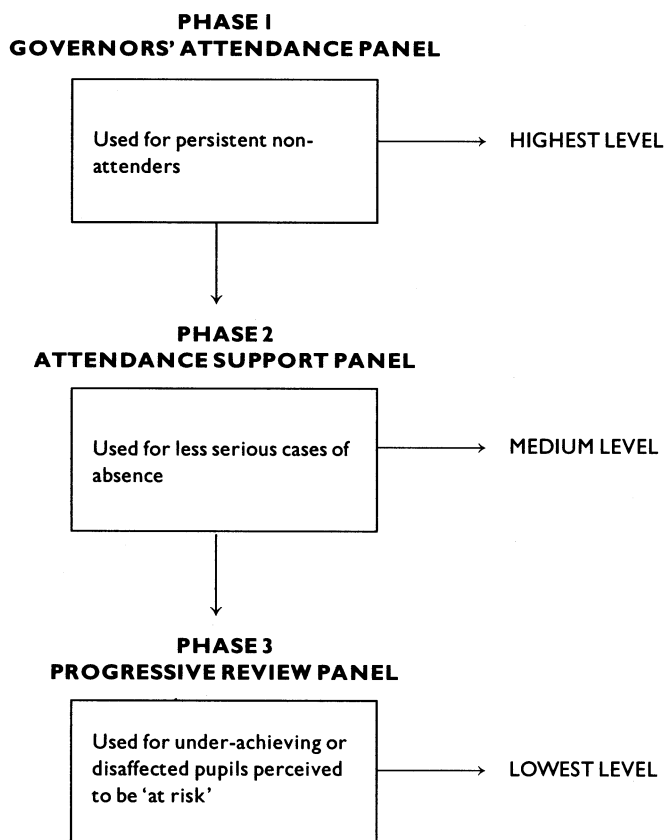 PHASE 1
GOVERNORS' ATTENDANCE PANEL
Used for persistent non-
attenders
HIGHEST LEVEL
PHASE 2
ATTENDANCE SUPPORT PANEL
Used for less serious cases of
absence
MEDIUM LEVEL
PHASE 3
PROGRESSIVE REVIEW PANEL
Used for under-achieving or
disaffected pupils perceived
to be 'at risk'
LOWEST LEVEL